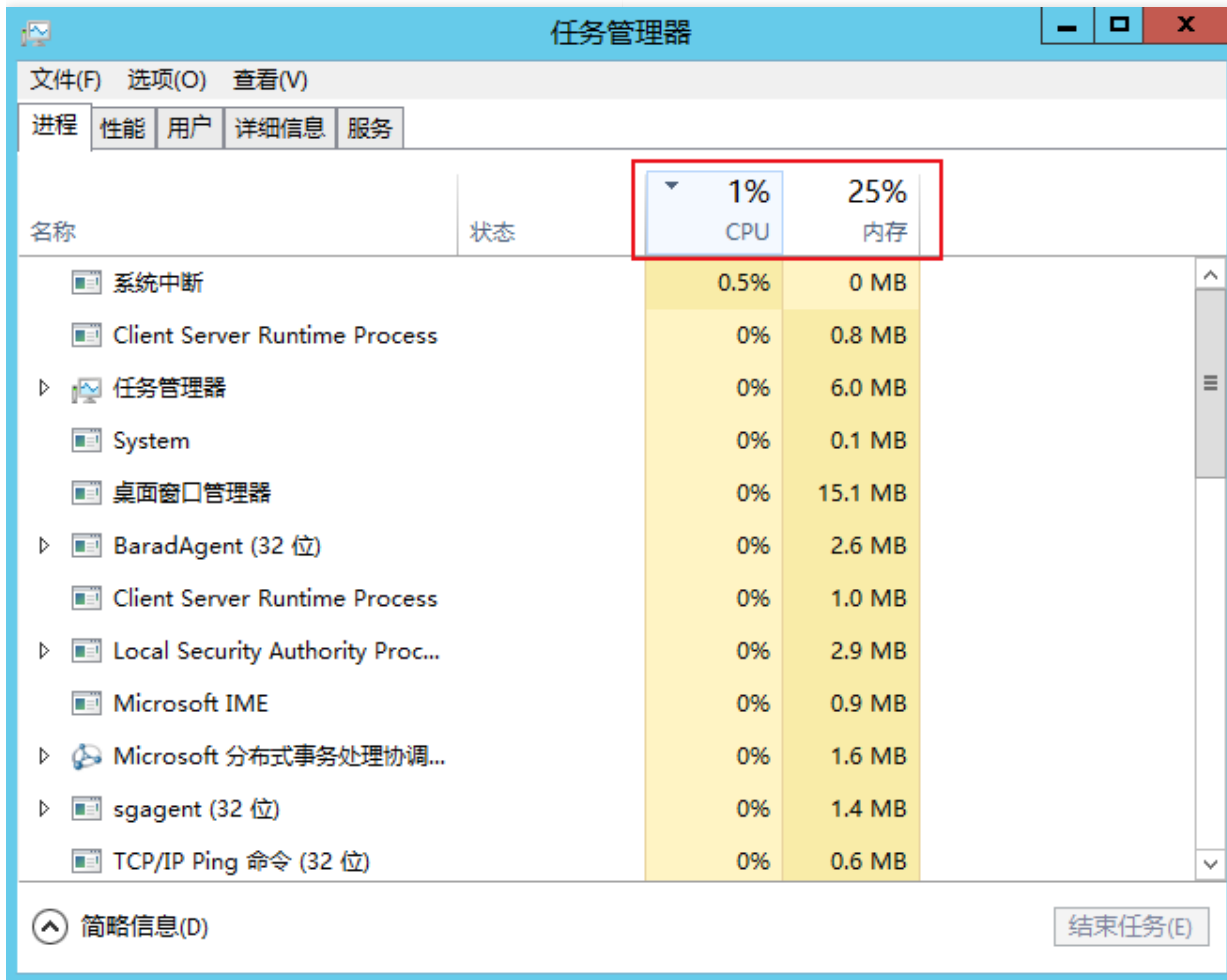 任务管理器
文件(F) 选项(O) 查看(V)
进程 性能 用户 详细信息 服务
1% 25%
名称 状态 CPU 内存
系统中断 0.5% 0 MB
Client Server Runtime Process 0% 0.8 MB
任务管理器 0% 6.0 MB
System 0% 0.1 MB
桌面窗口管理器 0% 15.1 MB
BaradAgent (32 位) 0% 2.6 MB
Client Server Runtime Process 0% 1.0 MB
Local Security Authority Proc... 0% 2.9 MB
Microsoft IME 0% 0.9 MB
Microsoft 分布式事务处理协调... 0% 1.6 MB
sgagent (32 位) 0% 1.4 MB
TCP/IP Ping 命令 (32 位) 0% 0.6 MB
简略信息(D) 结束任务(E)